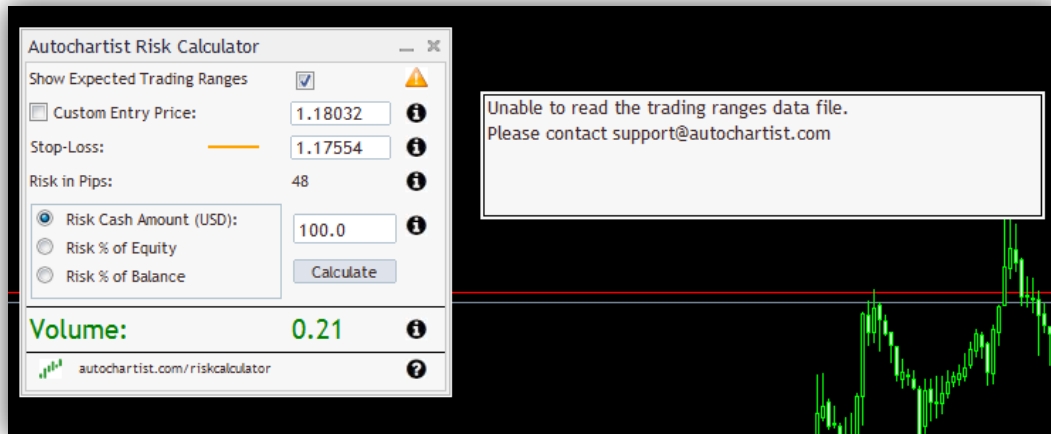 Autochartist Risk Calculator
Show Expected Trading Ranges
Custom Entry Price: 1.18032
Stop-Loss: 1.17554
Risk in Pips: 48
Risk Cash Amount (USD): 100.0
Risk % of Equity
Risk % of Balance
Calculate
Volume: 0.21
autochartist.com/riskcalculator
Unable to read the trading ranges data file.
Please contact support@autochartist.com